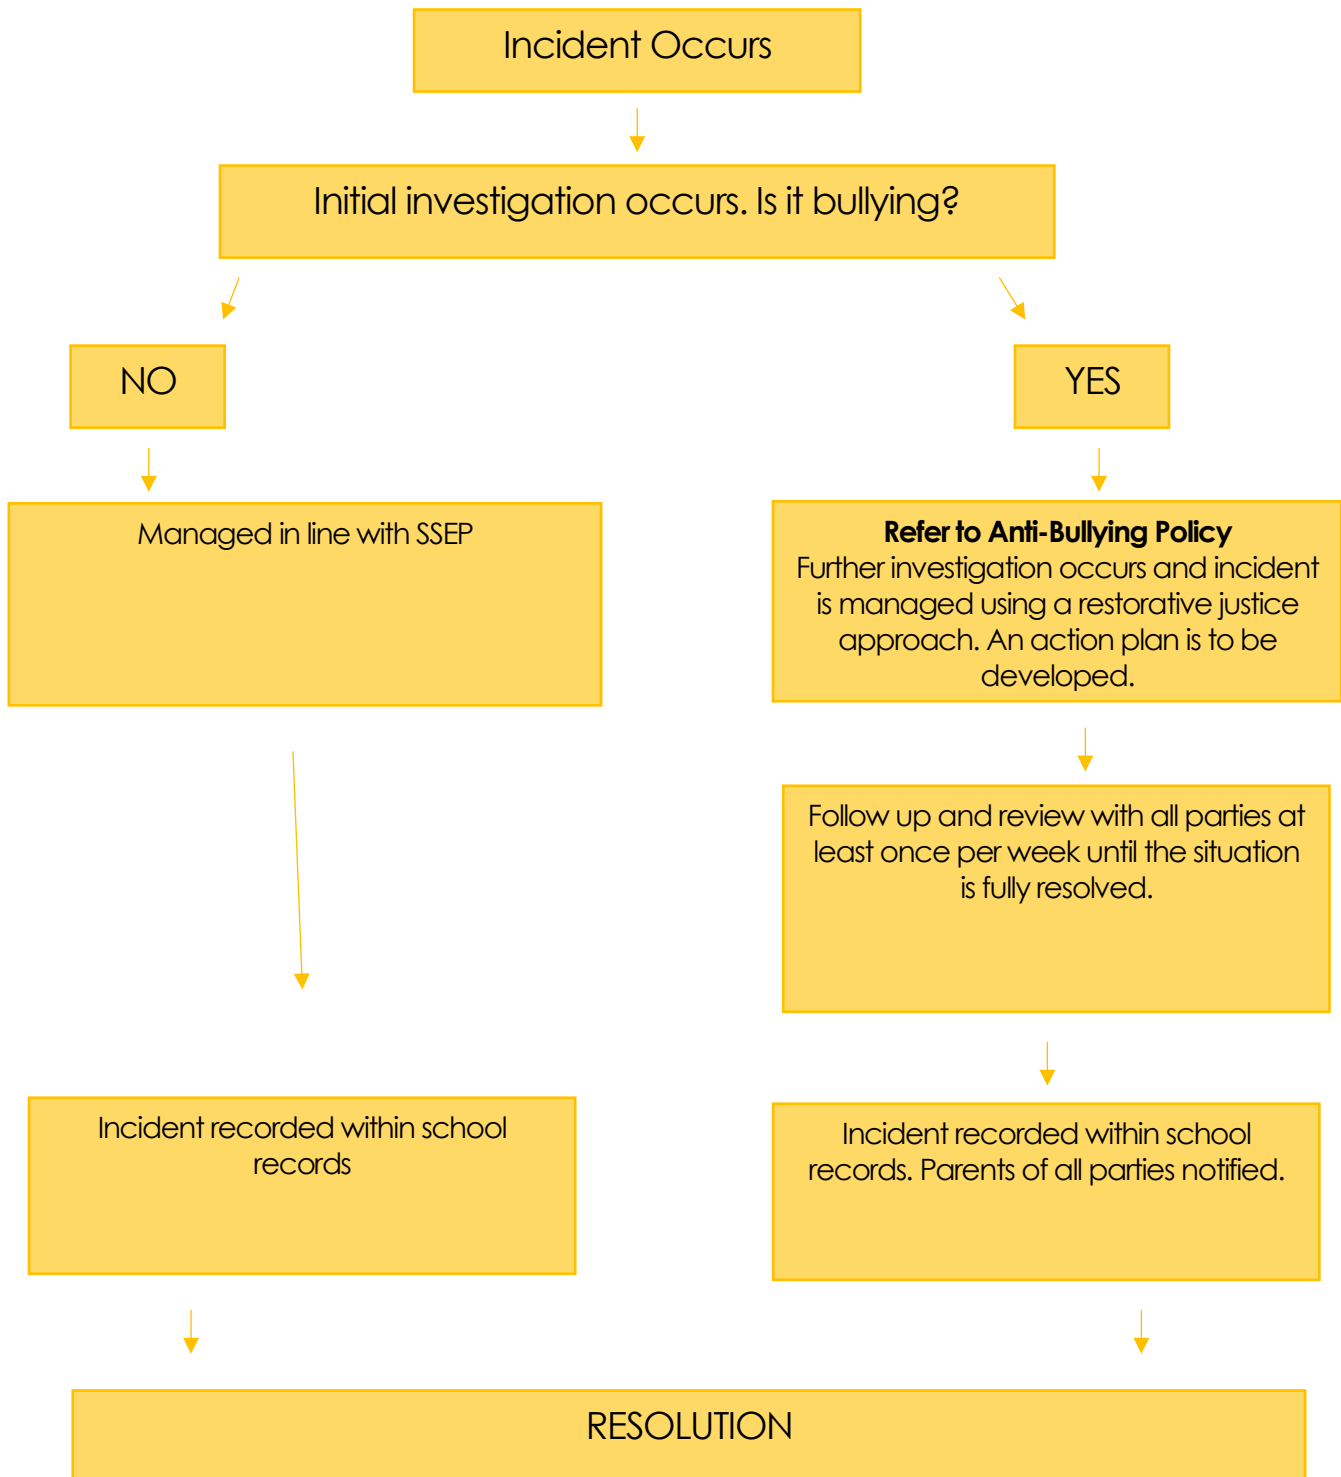 Incident Occurs
Initial investigation occurs. Is it bullying?
NO
YES
Managed in line with SSEP
Refer to Anti-Bullying Policy
Further investigation occurs and incident
is managed using a restorative justice
approach. An action plan is to be
developed.
Follow up and review with all parties at
least once per week until the situation
is fully resolved.
Incident recorded within school
records
Incident recorded within school
records. Parents of all parties notified.
RESOLUTION